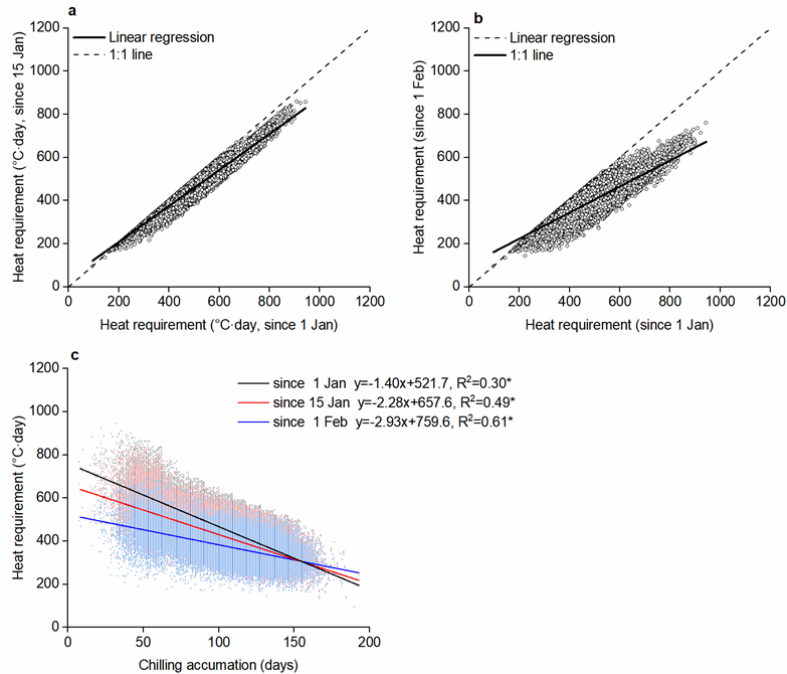 a
Linear regression
1:1 line
1200
1000
800
600
400
200
0
0 200 400 600 800 1000 1200
Heat requirement (°C·day, since 15 Jan)
Heat requirement (°C·day, since 1 Jan)
b
Linear regression
1:1 line
1200
1000
800
600
400
200
0
0 200 400 600 800 1000 1200
Heat requirement (since 1 Feb)
Heat requirement (since 1 Jan)
c
since 1 Jan y=-1.40x+521.7, R²=0.30*
since 15 Jan y=-2.28x+657.6, R²=0.49*
since 1 Feb y=-2.93x+759.6, R²=0.61*
1200
1000
800
600
400
200
0
0 50 100 150 200
Heat requirement (°C·day)
Chilling accumation (days)